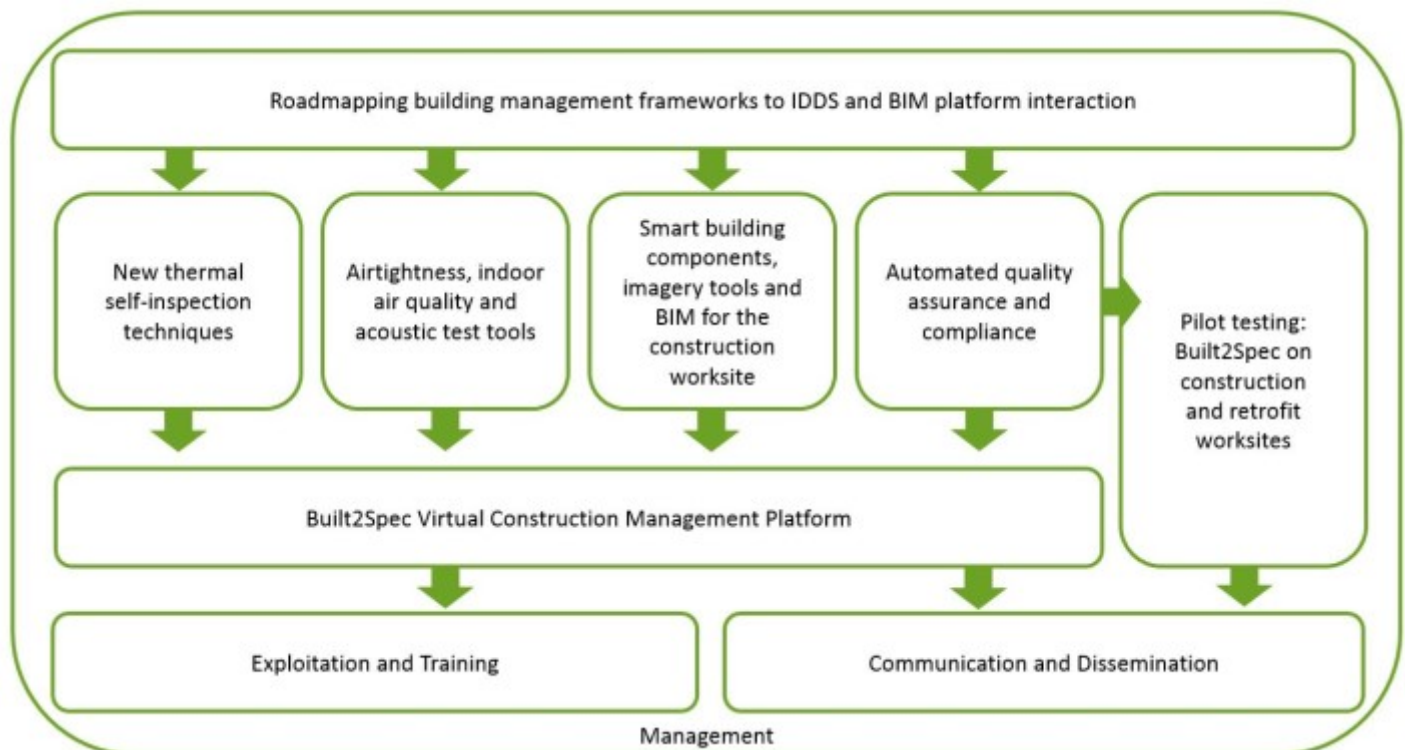 Roadmapping building management frameworks to IDDS and BIM platform interaction
New thermal
self-inspection
techniques
Airtightness, indoor
air quality and
acoustic test tools
Smart building
components,
imagery tools and
BIM for the
construction
worksite
Automated quality
assurance and
compliance
Pilot testing:
Built2Spec on
construction
and retrofit
worksites
Built2Spec Virtual Construction Management Platform
Exploitation and Training
Communication and Dissemination
Management